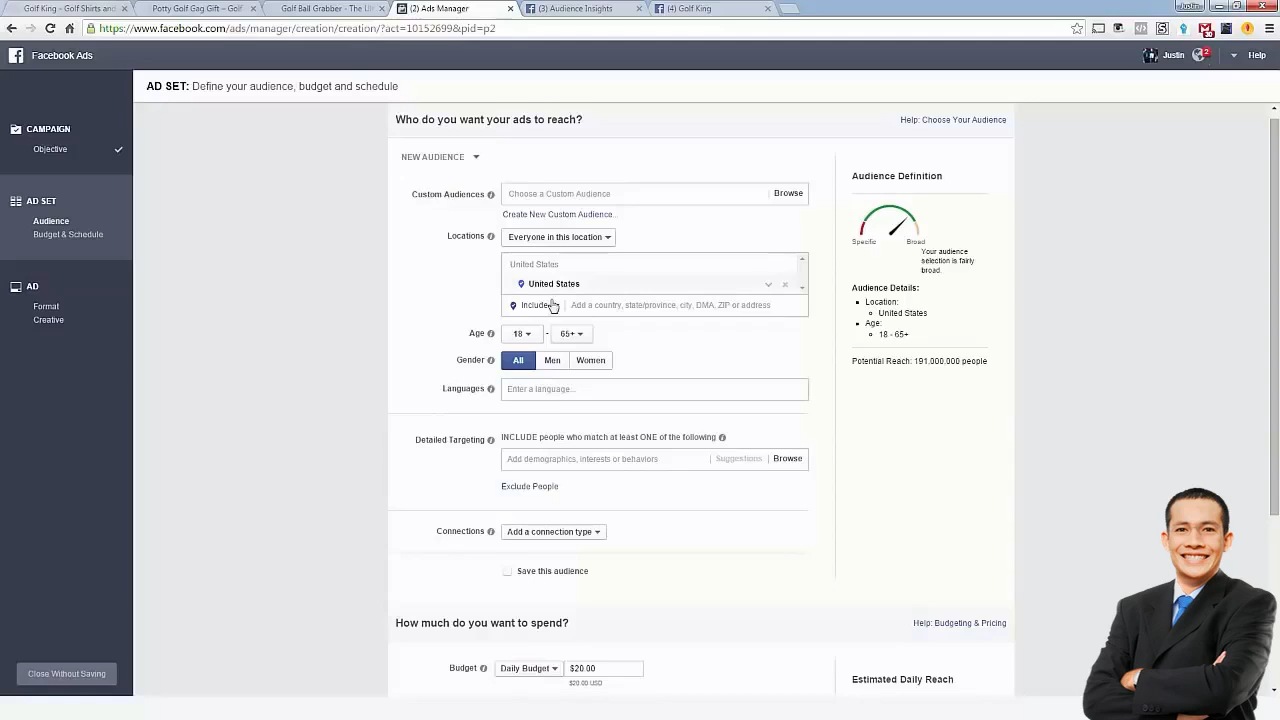 Golf King – Golf Shirts and
Potty Golf Gag Gift – Golf
Golf Ball Grabber - The Ul
(2) Ads Manager
(3) Audience Insights
(4) Golf King
Justin
https://www.facebook.com/ads/manager/creation/creation/?act=10152699&pid=p2
30
Facebook Ads
Justin
2
Help
AD SET: Define your audience, budget and schedule
CAMPAIGN
Objective
AD SET
Audience
Budget & Schedule
AD
Format
Creative
Close Without Saving
Who do you want your ads to reach?
Help: Choose Your Audience
NEW AUDIENCE
Custom Audiences
Choose a Custom Audience
Browse
Create New Custom Audience...
Locations
Everyone in this location
United States
United States
Include
Add a country, state/province, city, DMA, ZIP or address
Age
18
-
65+
Gender
All
Men
Women
Languages
Enter a language...
Detailed Targeting
INCLUDE people who match at least ONE of the following
Add demographics, interests or behaviors
Suggestions
Browse
Exclude People
Connections
Add a connection type
Save this audience
Audience Definition
Specific
Broad
Your audience
selection is fairly
broad.
Audience Details:
Location:
United States
Age:
18 - 65+
Potential Reach: 191,000,000 people
How much do you want to spend?
Help: Budgeting & Pricing
Budget
Daily Budget
$20.00
$20.00 USD
Estimated Daily Reach